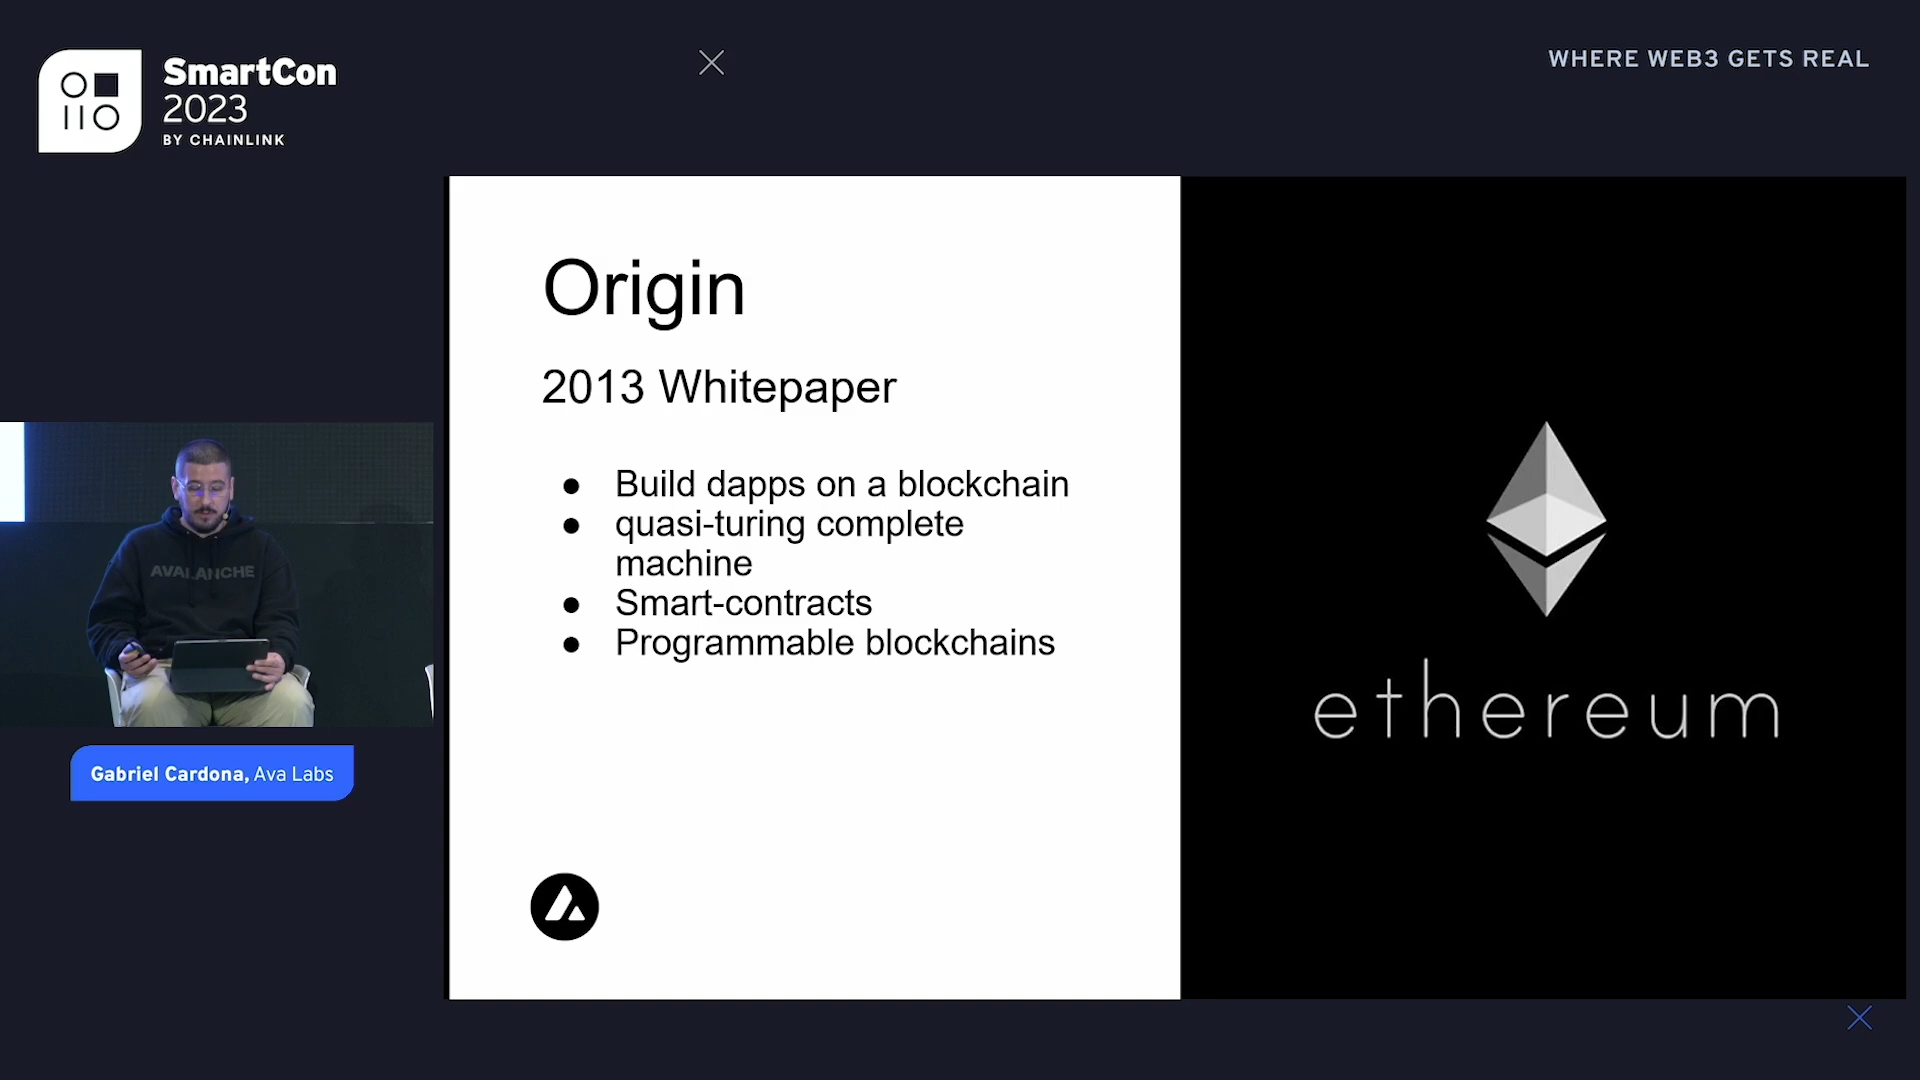 SmartCon
2023
BY CHAINLINK
WHERE WEB3 GETS REAL
Origin
2013 Whitepaper
● Build dapps on a blockchain
● quasi-turing complete
machine
● Smart-contracts
● Programmable blockchains
ethereum
AVALANCHE
Gabriel Cardona, Ava Labs